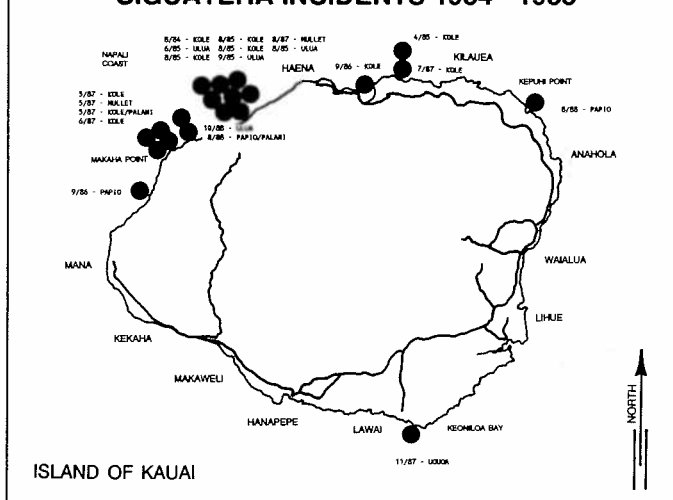 CIGUATERA INCIDENTS 1984 - 1988
8/84 - KOLE 8/85 - KOLE 8/87 - MULLET
6/85 - ULUA 8/85 - KOLE 8/85 - ULUA
8/85 - KOLE 9/85 - ULUA
NAPALI
COAST
HAENA
9/86 - KOLE
4/85 - KOLE
KILAUEA
7/87 - KOLE
KEPUHI POINT
8/88 - PAPIO
5/87 - KOLE
5/87 - MULLET
5/87 - KOLE/PALANI
6/87 - KOLE
10/86 - ULUA
8/88 - PAPIO/PALANI
MAKAHA POINT
ANAHOLA
9/86 - PAPIO
MANA
WAIALUA
LIHUE
KEKAHA
MAKAWELI
HANAPEPE
LAWAI
KEONILOA BAY
11/87 - UOUOA
ISLAND OF KAUAI
NORTH